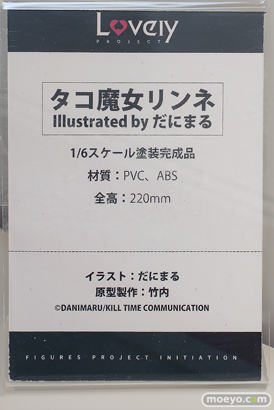 Lovely
PROJECT
タコ魔女リンネ
Illustrated by だにまる
1/6スケール塗装完成品
材質：PVC、ABS
全高：220mm
イラスト：だにまる
原型製作：竹内
©DANIMARU/KILL TIME COMMUNICATION
FIGURES PROJECT INITIATION
moeyo.com